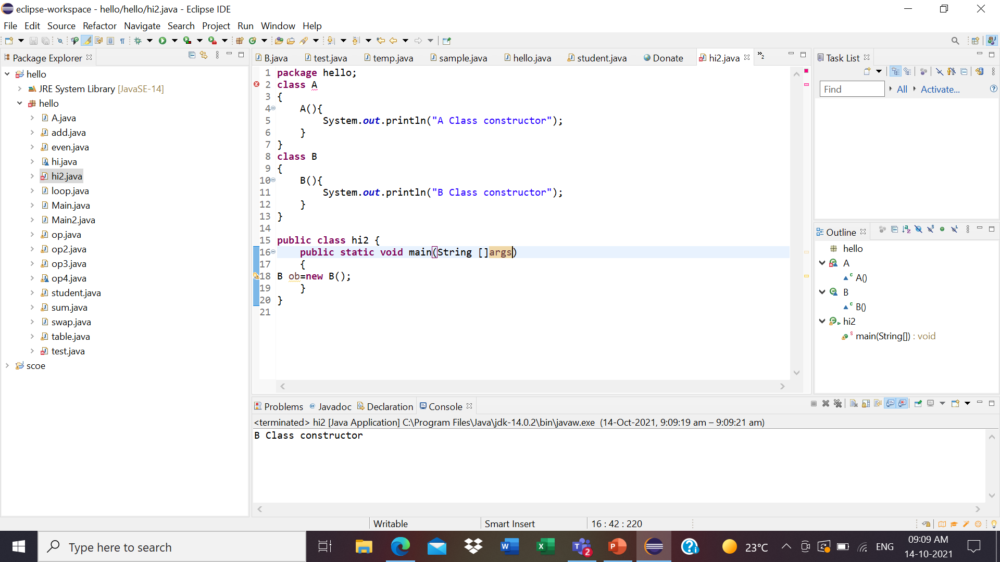 eclipse-workspace - hello/hello/hi2.java - Eclipse IDE
File Edit Source Refactor Navigate Search Project Run Window Help
Package Explorer
hello
JRE System Library [JavaSE-14]
hello
A.java
add.java
even.java
hi.java
hi2.java
loop.java
Main.java
Main2.java
op.java
op2.java
op3.java
op4.java
student.java
sum.java
swap.java
table.java
test.java
scoe
B.java test.java temp.java sample.java hello.java student.java Donate hi2.java »2
1 package hello;
2 class A
3 {
4 A(){
5 System.out.println("A Class constructor");
6 }
7 }
8 class B
9 {
10 B(){
11 System.out.println("B Class constructor");
12 }
13 }
14
15 public class hi2 {
16 public static void main(String []args)
17 {
18 B ob=new B();
19 }
20 }
21
Task List
Find All Activate...
Outline
hello
A
A()
B
B()
hi2
main(String[]) : void
Problems Javadoc Declaration Console
<terminated> hi2 [Java Application] C:\Program Files\Java\jdk-14.0.2\bin\javaw.exe (14-Oct-2021, 9:09:19 am – 9:09:21 am)
B Class constructor
Writable Smart Insert 16 : 42 : 220
Type here to search
2
23°C ENG
09:09 AM
14-10-2021